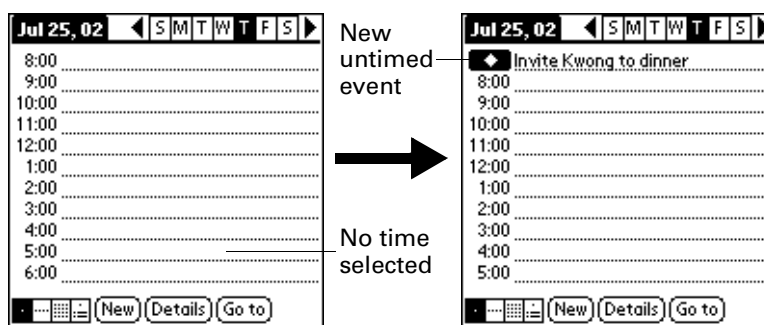 Jul 25, 02 S M T W T F S
8:00
9:00
10:00
11:00
12:00
1:00
2:00
3:00
4:00
5:00
6:00
New Details Go to
New
untimed
event
No time
selected
Jul 25, 02 S M T W T F S
Invite Kwong to dinner
8:00
9:00
10:00
11:00
12:00
1:00
2:00
3:00
4:00
5:00
New Details Go to